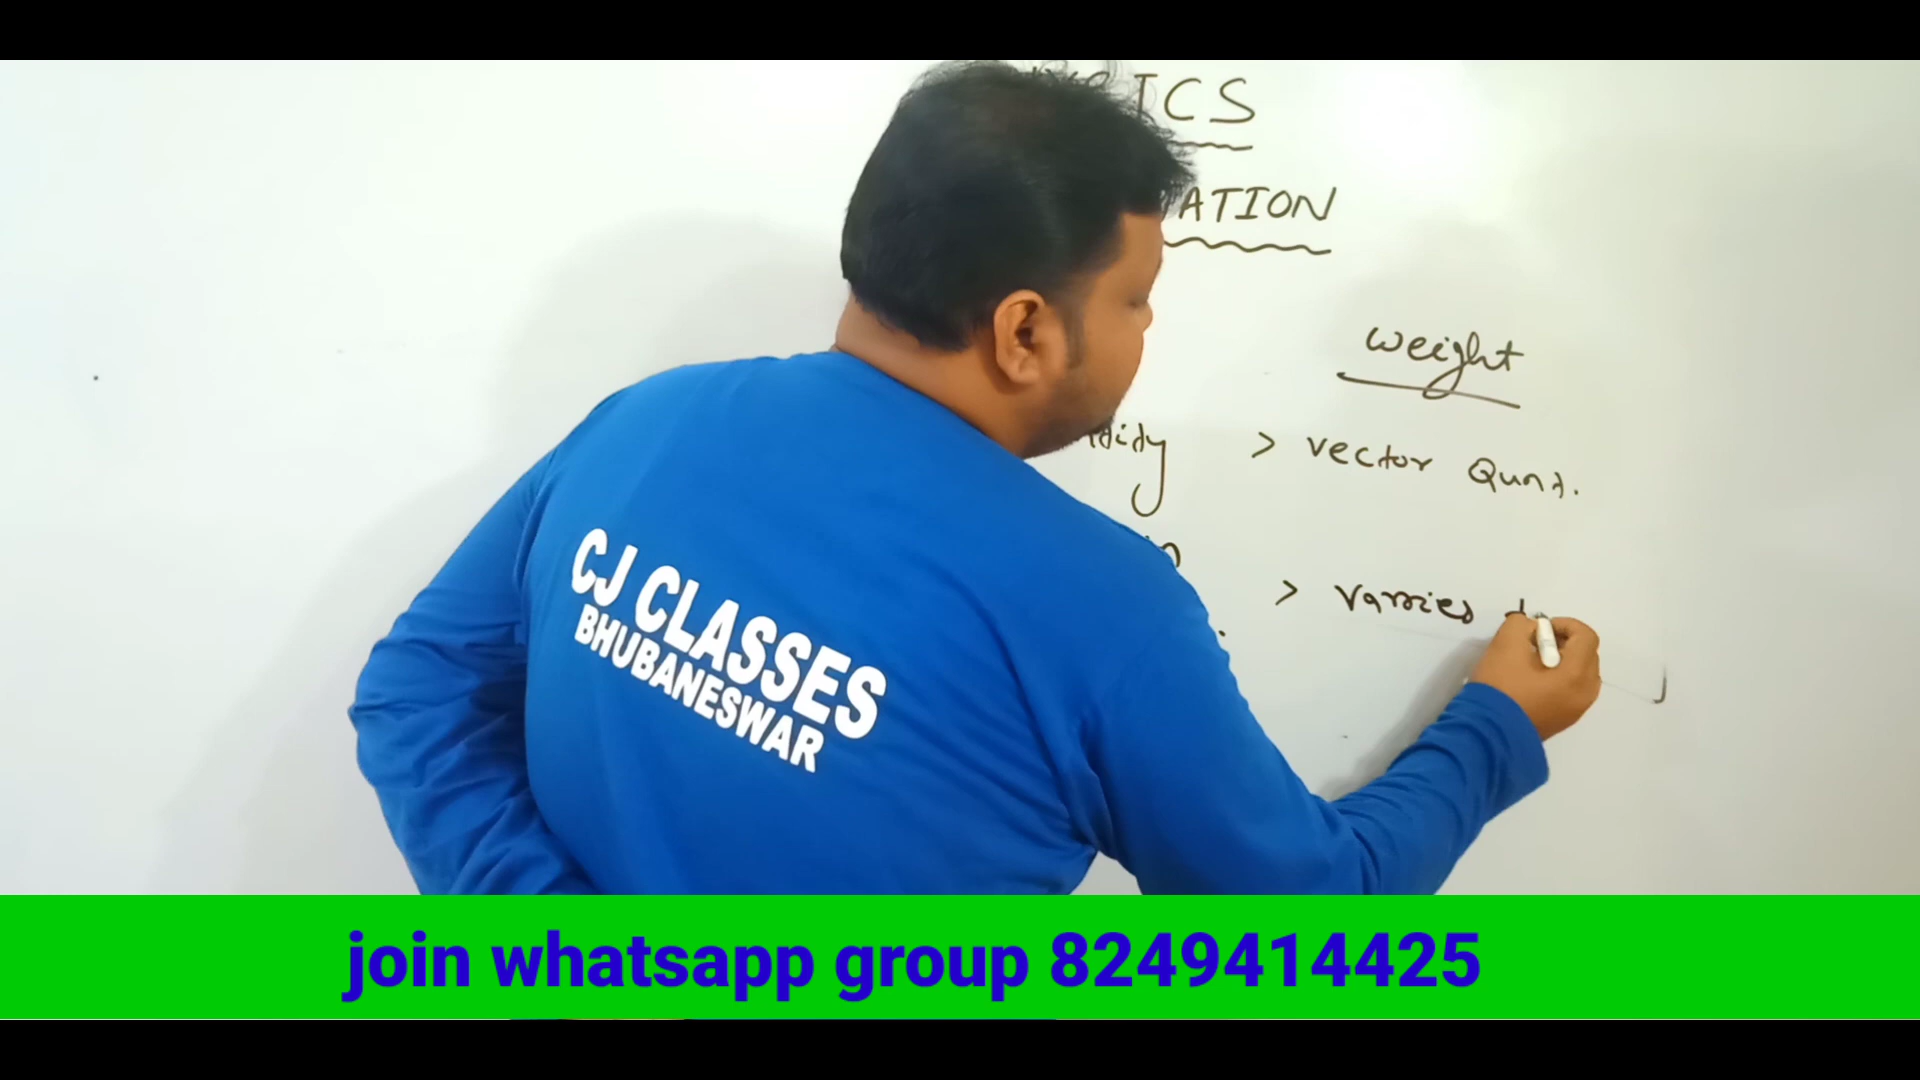 ICS
ATION
weight
> vector Qunt.
> varries
CJ CLASSES
BHUBANESWAR
join whatsapp group 8249414425